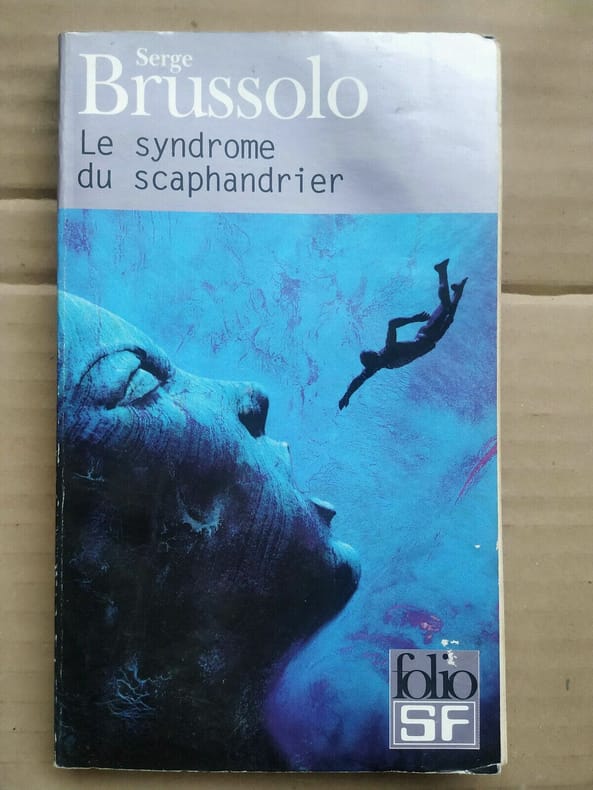 Serge
Brussolo
Le syndrome
du scaphandrier
folio
SF